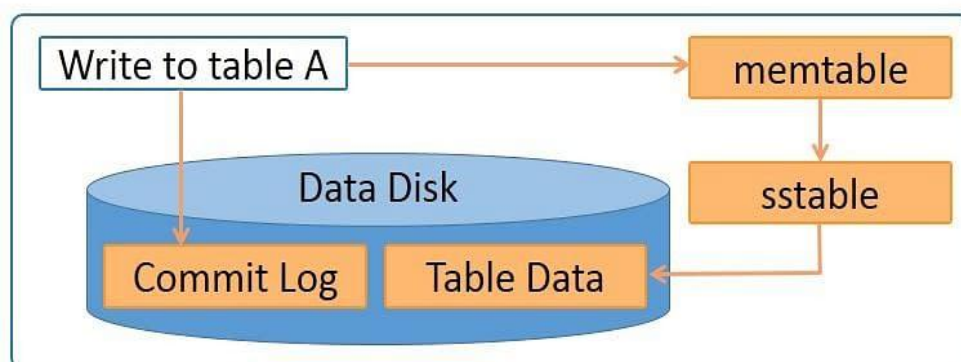 Write to table A
memtable
Data Disk
sstable
Commit Log
Table Data